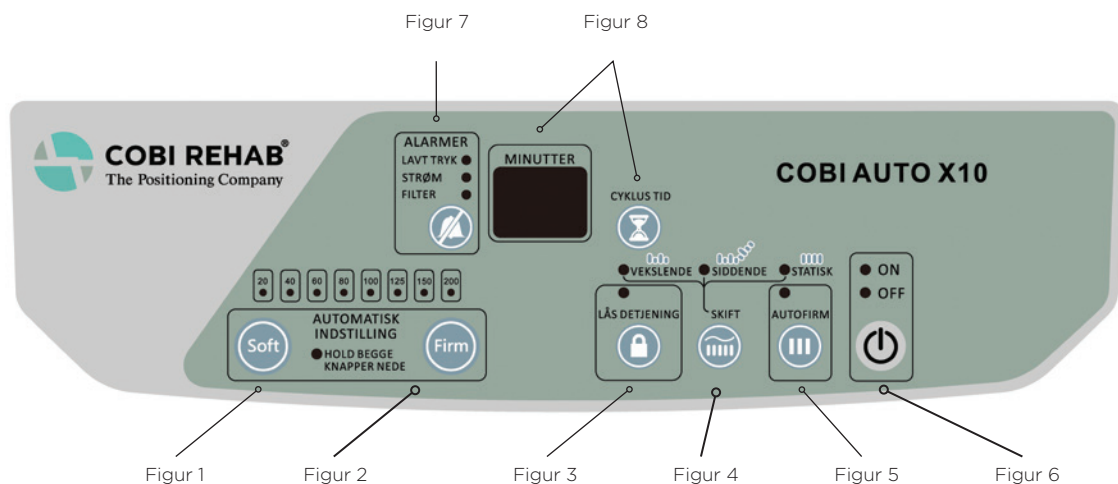 Figur 7
Figur 8
COBI REHAB®
The Positioning Company
ALARMER
LAVT TRYK
STRØM
FILTER
MINUTTER
CYKLUS TID
COBI AUTO X10
VEKSLENDE
SIDDENDE
STATISK
ON
OFF
20 40 60 80 100 125 150 200
AUTOMATISK
INDSTILLING
Soft
Firm
HOLD BEGGE
KNAPPER NEDE
LÅS DETJENING
SKIFT
AUTOFIRM
Figur 1
Figur 2
Figur 3
Figur 4
Figur 5
Figur 6